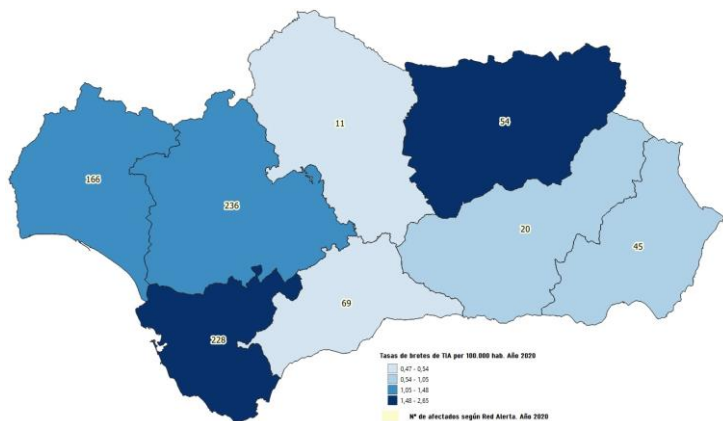 11
54
166
236
20
45
69
228
Tasas de brotes de TIA por 100.000 hab. Año 2020
0,47 - 0,54
0,54 - 1,05
1,05 - 1,48
1,48 - 2,65
Nº de afectados según Red Alerta. Año 2020